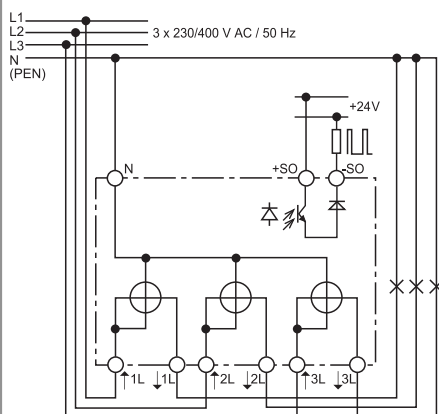 L1
L2
3 x 230/400 V AC / 50 Hz
L3
N
(PEN)
+24V
N
+SO
-SO
↑1L ↓1L ↑2L ↓2L ↑3L ↓3L